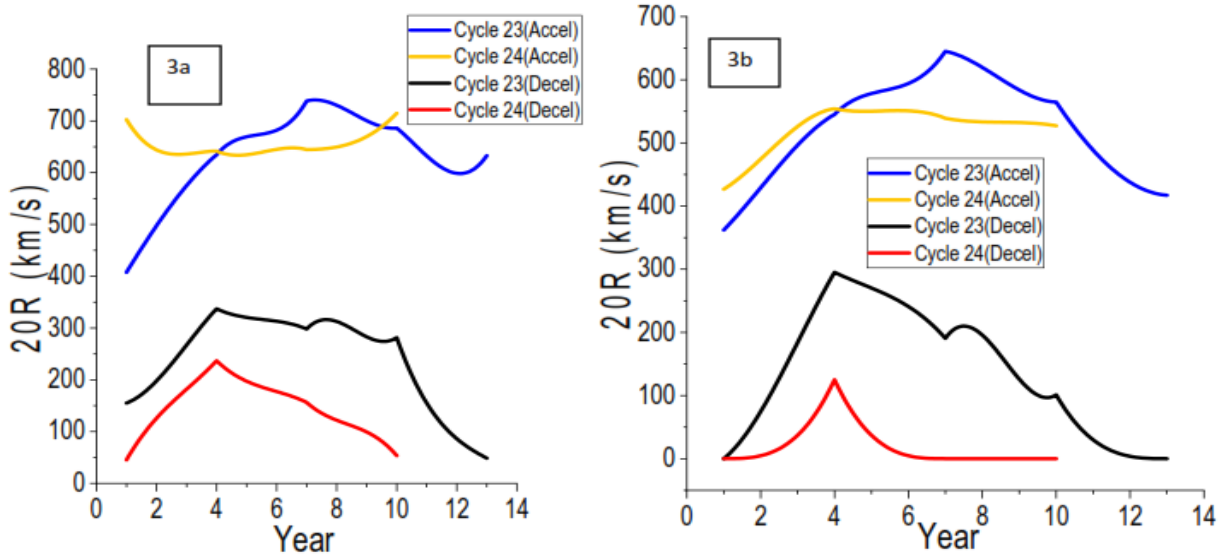 3a
Cycle 23(Accel)
Cycle 24(Accel)
Cycle 23(Decel)
Cycle 24(Decel)
20R (km/s)
800
700
600
500
400
300
200
100
0
0 2 4 6 8 10 12 14
Year
3b
Cycle 23(Accel)
Cycle 24(Accel)
Cycle 23(Decel)
Cycle 24(Decel)
20R (km/s)
700
600
500
400
300
200
100
0
0 2 4 6 8 10 12 14
Year